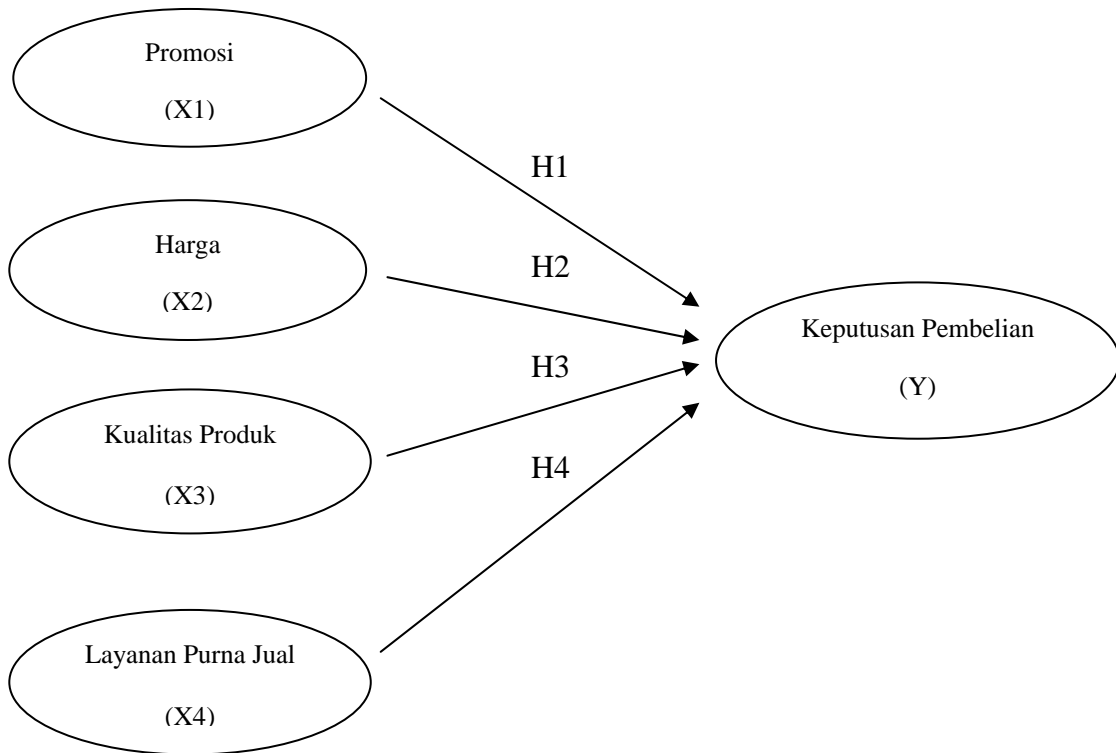 Promosi
(X1)
H1
Harga
(X2)
H2
Keputusan Pembelian
(Y)
H3
Kualitas Produk
(X3)
H4
Layanan Purna Jual
(X4)